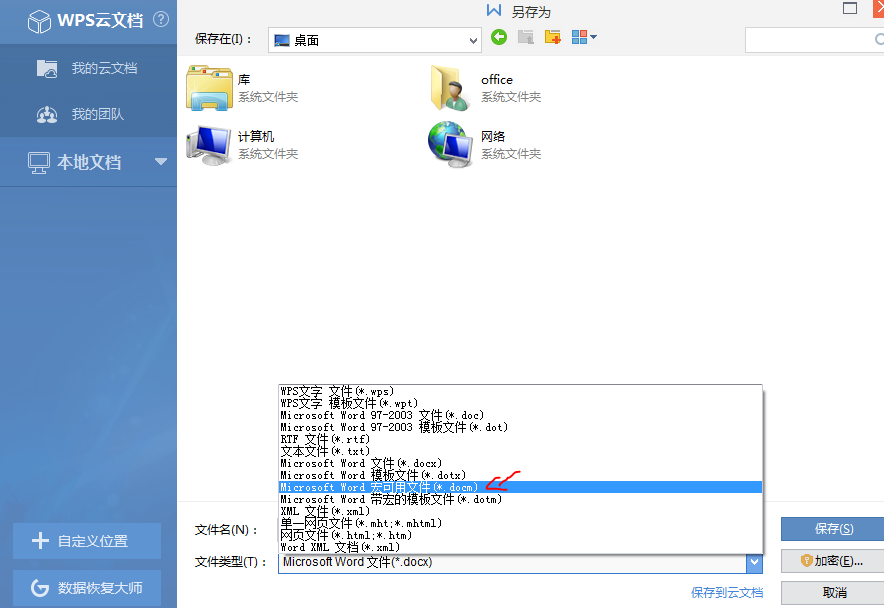 WPS云文档
另存为
我的云文档
我的团队
本地文档
自定义位置
数据恢复大师
保存在(I)：
桌面
库
系统文件夹
office
系统文件夹
计算机
系统文件夹
网络
系统文件夹
WPS文字 文件(*.wps)
WPS文字 模板文件(*.wpt)
Microsoft Word 97-2003 文件(*.doc)
Microsoft Word 97-2003 模板文件(*.dot)
RTF 文件(*.rtf)
文本文件(*.txt)
Microsoft Word 文件(*.docx)
Microsoft Word 模板文件(*.dotx)
Microsoft Word 宏可用文件(*.docm)
Microsoft Word 带宏的模板文件(*.dotm)
XML 文件(*.xml)
单一网页文件(*.mht;*.mhtml)
网页文件(*.html;*.htm)
Word XML 文档(*.xml)
文件名(N)：
文件类型(T)：
Microsoft Word 文件(*.docx)
保存(S)
加密(E)...
取消
保存到云文档